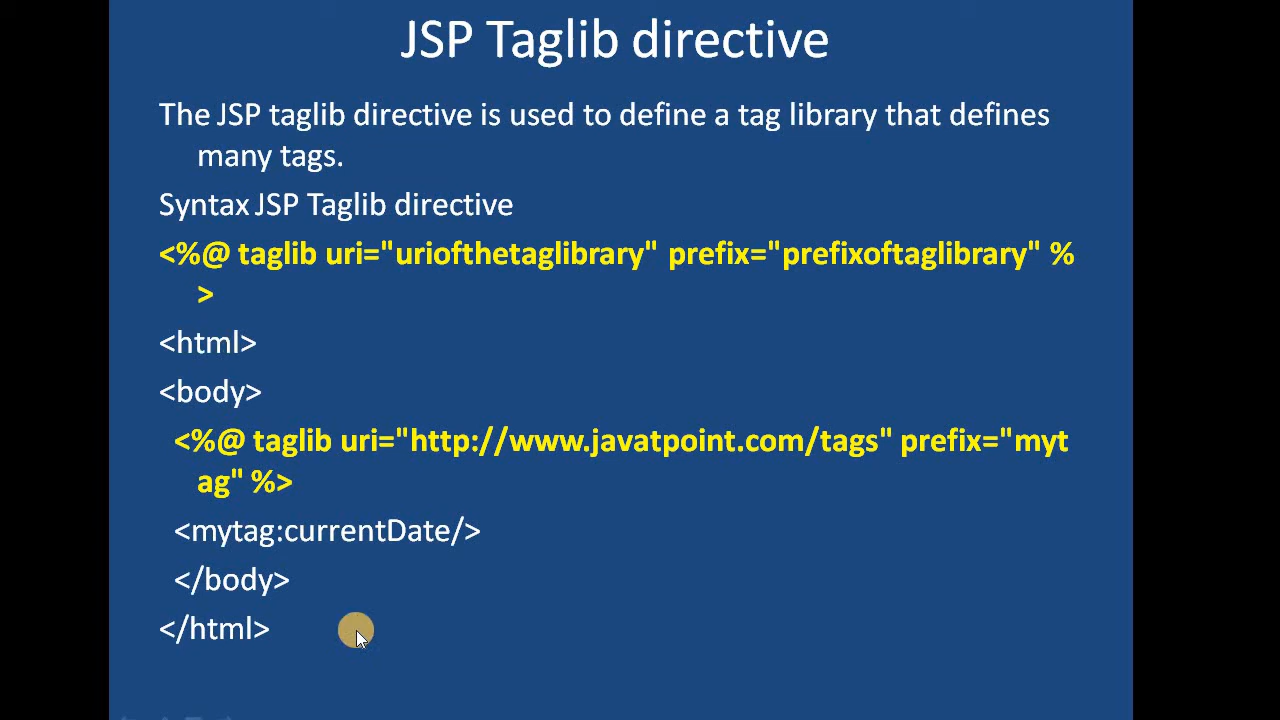 JSP Taglib directive
The JSP taglib directive is used to define a tag library that defines
many tags.
Syntax JSP Taglib directive
<%@ taglib uri="uriofthetaglibrary" prefix="prefixoftaglibrary" %
>
<html>
<body>
<%@ taglib uri="http://www.javatpoint.com/tags" prefix="myt
ag" %>
<mytag:currentDate/>
</body>
</html>